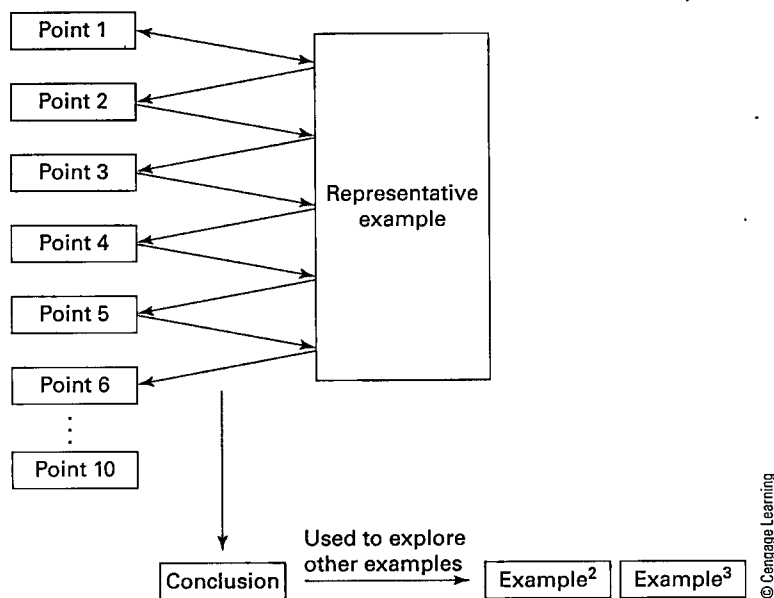 Point 1
Point 2
Point 3
Point 4
Point 5
Point 6
Point 10
Representative
example
Conclusion
Used to explore
other examples
Example²
Example³
© Cengage Learning